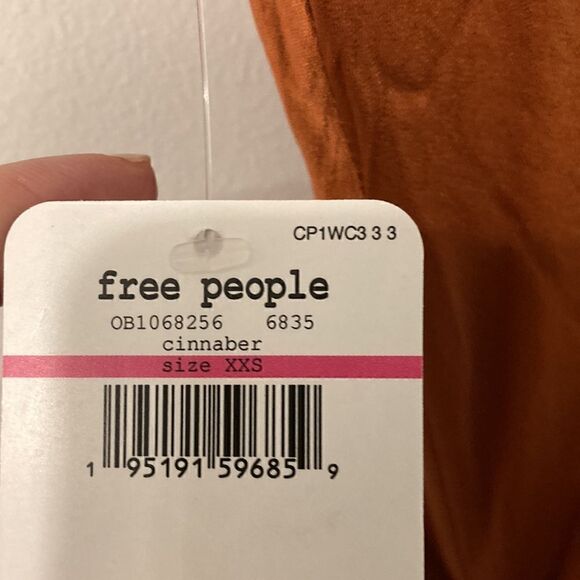 CP1WC3 3 3
free people
OB1068256 6835
cinnaber
size XXS
1 95191 59685 9